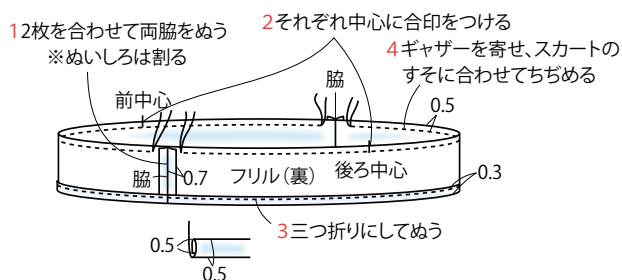 1 2枚を合わせて両脇をぬう
※ぬいしろは割る
2 それぞれ中心に合印をつける
4 ギャザーを寄せ、スカートの
すそに合わせてちぢめる
脇
前中心
0.5
脇
0.7
フリル（裏）
後ろ中心
0.3
3 三つ折りにしてぬう
0.5
0.5